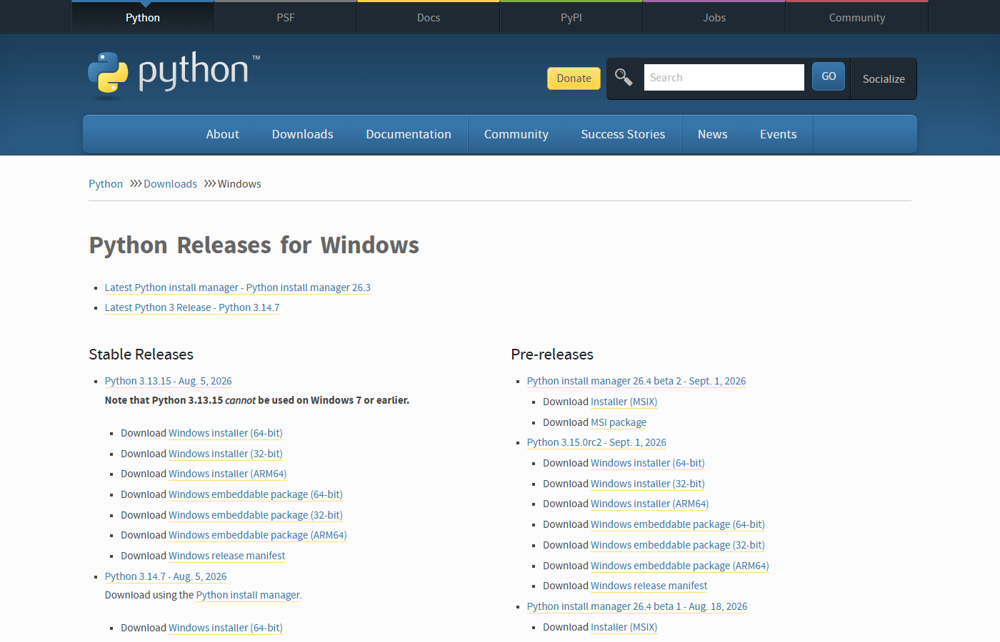 Python PSF Docs PyPI Jobs Community
python™
Donate Search GO Socialize
About Downloads Documentation Community Success Stories News Events
Python Downloads Windows
Python Releases for Windows
Latest Python install manager - Python install manager 26.3
Latest Python 3 Release - Python 3.14.7
Stable Releases
Python 3.13.15 - Aug. 5, 2026
Note that Python 3.13.15 cannot be used on Windows 7 or earlier.
Download Windows installer (64-bit)
Download Windows installer (32-bit)
Download Windows installer (ARM64)
Download Windows embeddable package (64-bit)
Download Windows embeddable package (32-bit)
Download Windows embeddable package (ARM64)
Download Windows release manifest
Python 3.14.7 - Aug. 5, 2026
Download using the Python install manager.
Download Windows installer (64-bit)
Pre-releases
Python install manager 26.4 beta 2 - Sept. 1, 2026
Download Installer (MSIX)
Download MSI package
Python 3.15.0rc2 - Sept. 1, 2026
Download Windows installer (64-bit)
Download Windows installer (32-bit)
Download Windows installer (ARM64)
Download Windows embeddable package (64-bit)
Download Windows embeddable package (32-bit)
Download Windows embeddable package (ARM64)
Download Windows release manifest
Python install manager 26.4 beta 1 - Aug. 18, 2026
Download Installer (MSIX)